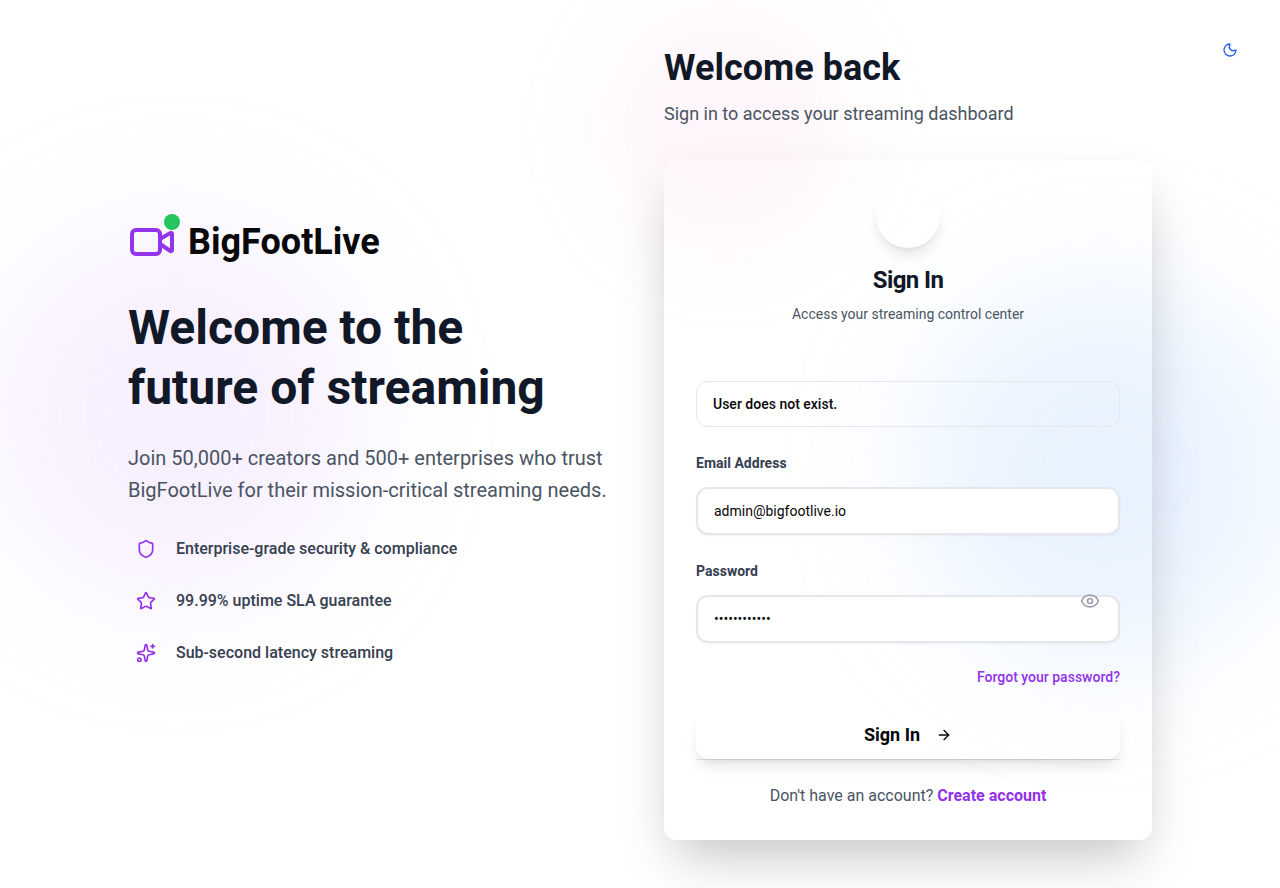 BigFootLive
Welcome to the
future of streaming
Join 50,000+ creators and 500+ enterprises who trust
BigFootLive for their mission-critical streaming needs.
Enterprise-grade security & compliance
99.99% uptime SLA guarantee
Sub-second latency streaming
Welcome back
Sign in to access your streaming dashboard
Sign In
Access your streaming control center
User does not exist.
Email Address
admin@bigfootlive.io
Password
••••••••••••
Forgot your password?
Sign In
Don't have an account? Create account